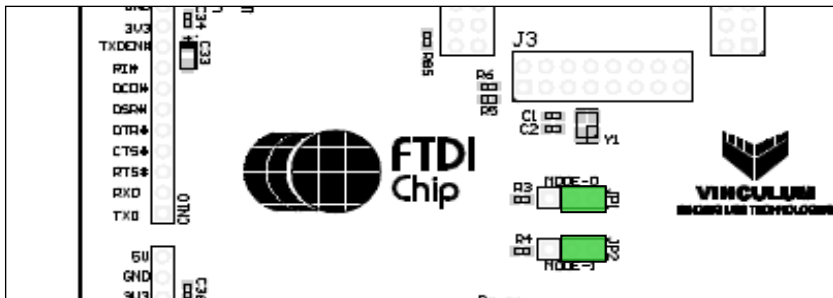 C34
3V3
TXDEN#
C33
RI#
DCD#
DSR#
DTR#
CTS#
RTS#
RXD
TXD
CN10
5V
GND
3V3
R85
J3
R6
R5
C1
C2
Y1
FTDI
Chip
R3
MODE-0
JP1
R4
JP2
MODE-1
VINCULUM